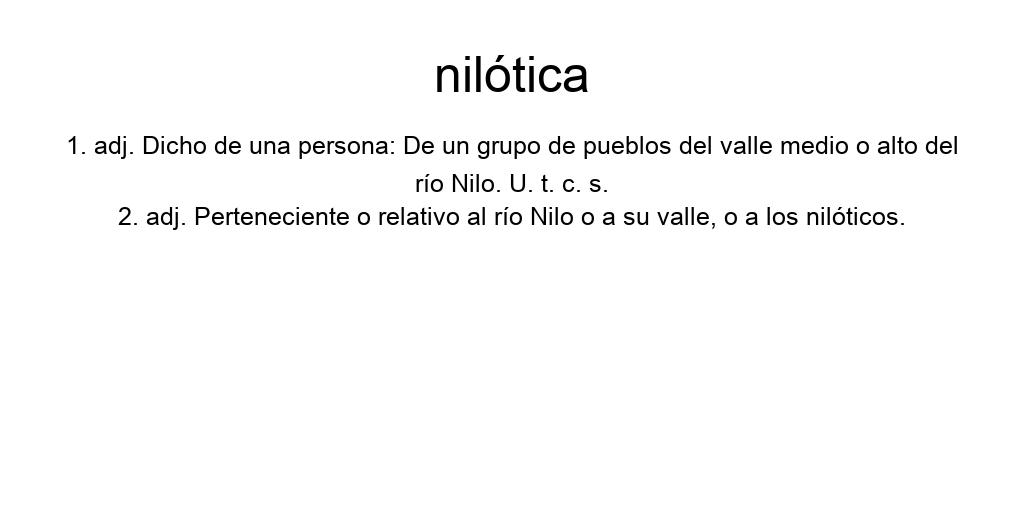 nilótica
1. adj. Dicho de una persona: De un grupo de pueblos del valle medio o alto del
río Nilo. U. t. c. s.
2. adj. Perteneciente o relativo al río Nilo o a su valle, o a los nilóticos.